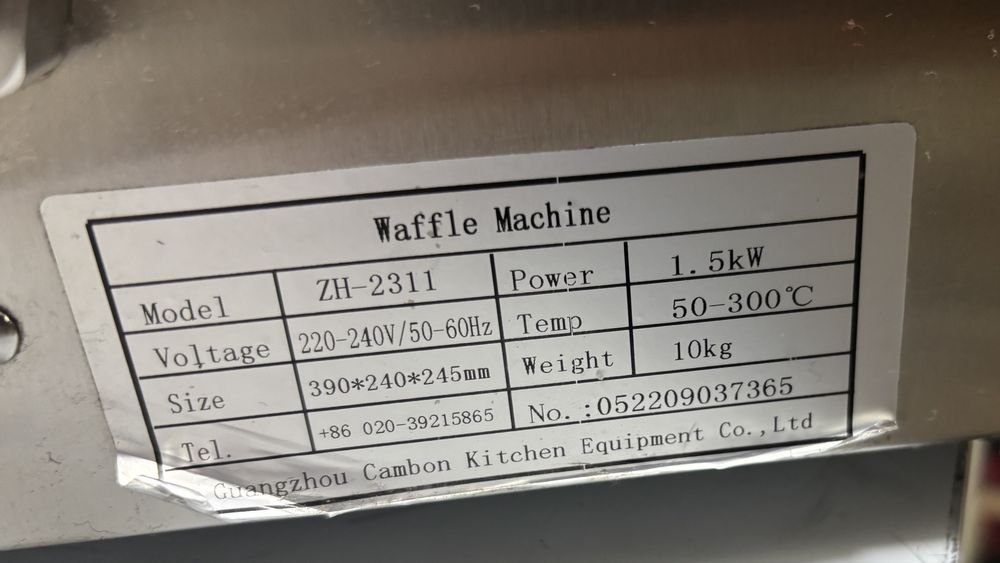 Waffle Machine
Model ZH-2311 Power 1.5kW
Voltage 220-240V/50-60Hz Temp 50-300℃
Size 390*240*245mm Weight 10kg
Tel. +86 020-39215865 No.:052209037365
Guangzhou Cambon Kitchen Equipment Co.,Ltd